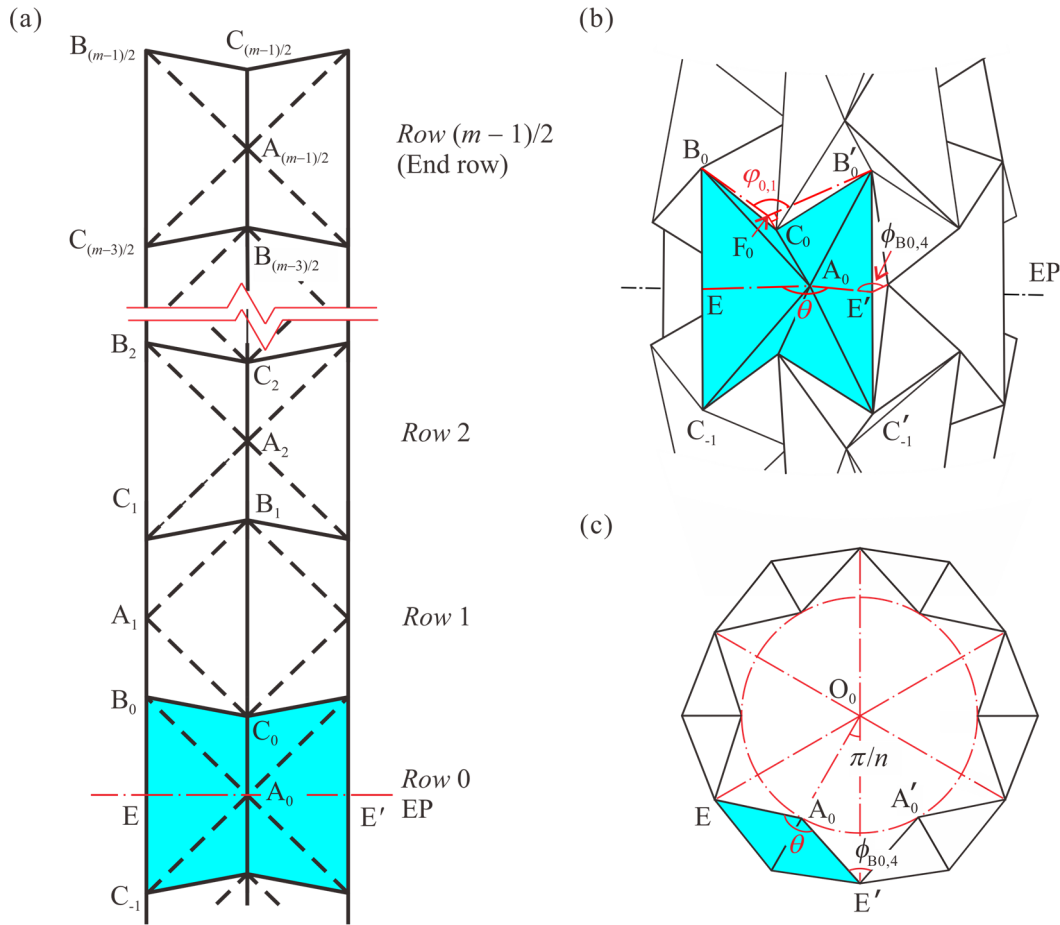 (a)
B(m−1)/2
C(m−1)/2
A(m−1)/2
Row (m − 1)/2
(End row)
C(m−3)/2
B(m−3)/2
B2
C2
Row 2
A2
C1
B1
A1
Row 1
B0
C0
Row 0
A0
EP
E
E′
C-1
(b)
B0
B′0
φ0,1
F0
C0
ϕB0,4
A0
EP
E
θ
E′
C-1
C′-1
(c)
O0
π/n
E
A0
A′0
θ
ϕB0,4
E′